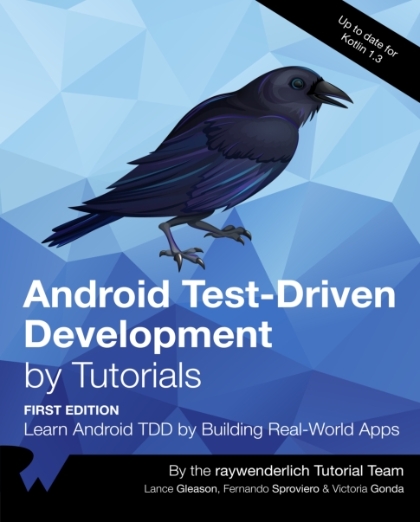 Up to date for
Kotlin 1.3
Android Test-Driven
Development
by Tutorials
FIRST EDITION
Learn Android TDD by Building Real-World Apps
By the raywenderlich Tutorial Team
Lance Gleason, Fernando Sproviero & Victoria Gonda